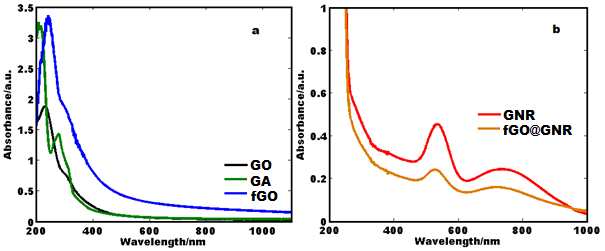 a
Absorbance/a.u.
3.5
3
2.5
2
1.5
1
0.5
0
GO
GA
fGO
200 400 600 800 1000
Wavelength/nm
b
Absorbance/a.u.
1
0.8
0.6
0.4
0.2
0
GNR
fGO@GNR
200 400 600 800 1000
Wavelength/nm